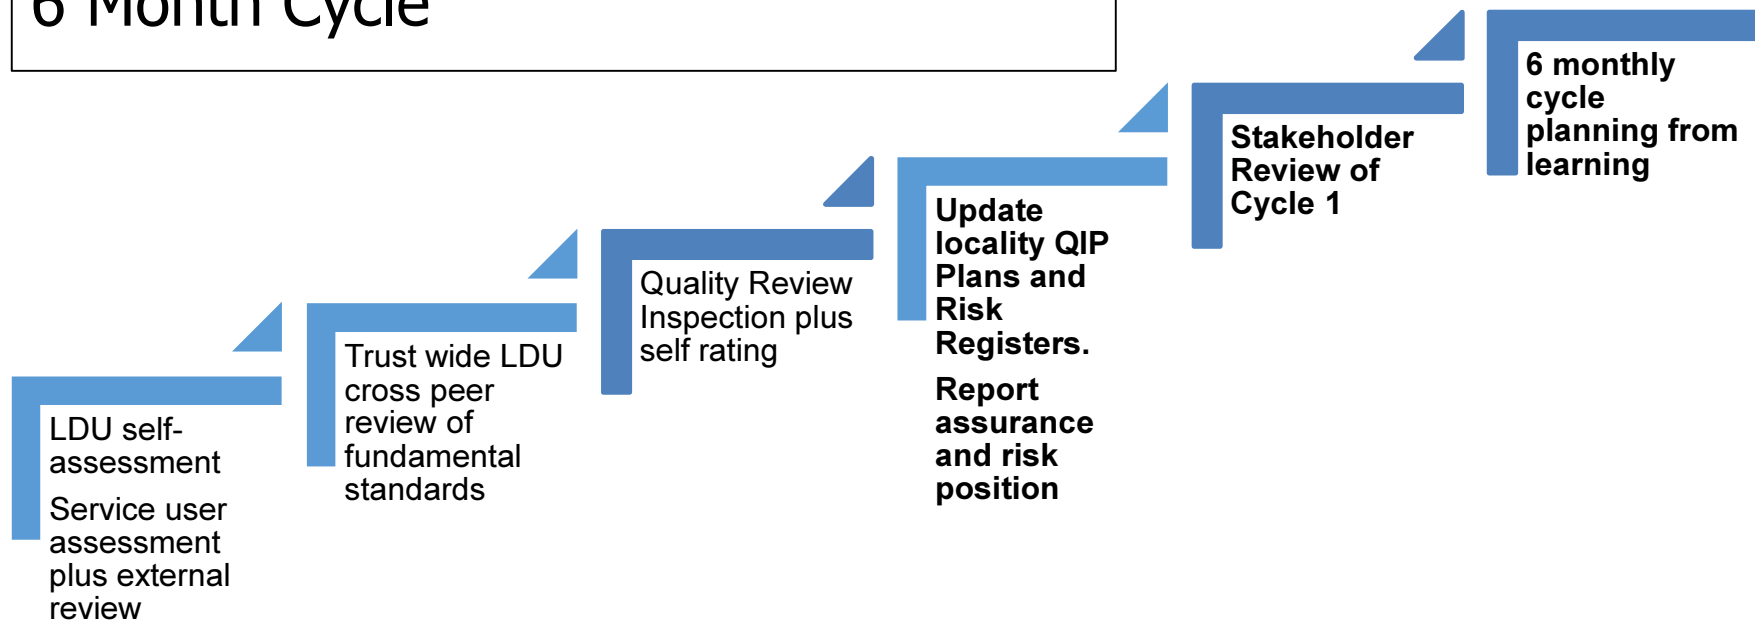 6 Month Cycle
LDU self-
assessment
Service user
assessment
plus external
review
Trust wide LDU
cross peer
review of
fundamental
standards
Quality Review
Inspection plus
self rating
Update
locality QIP
Plans and
Risk
Registers.
Report
assurance
and risk
position
Stakeholder
Review of
Cycle 1
6 monthly
cycle
planning from
learning